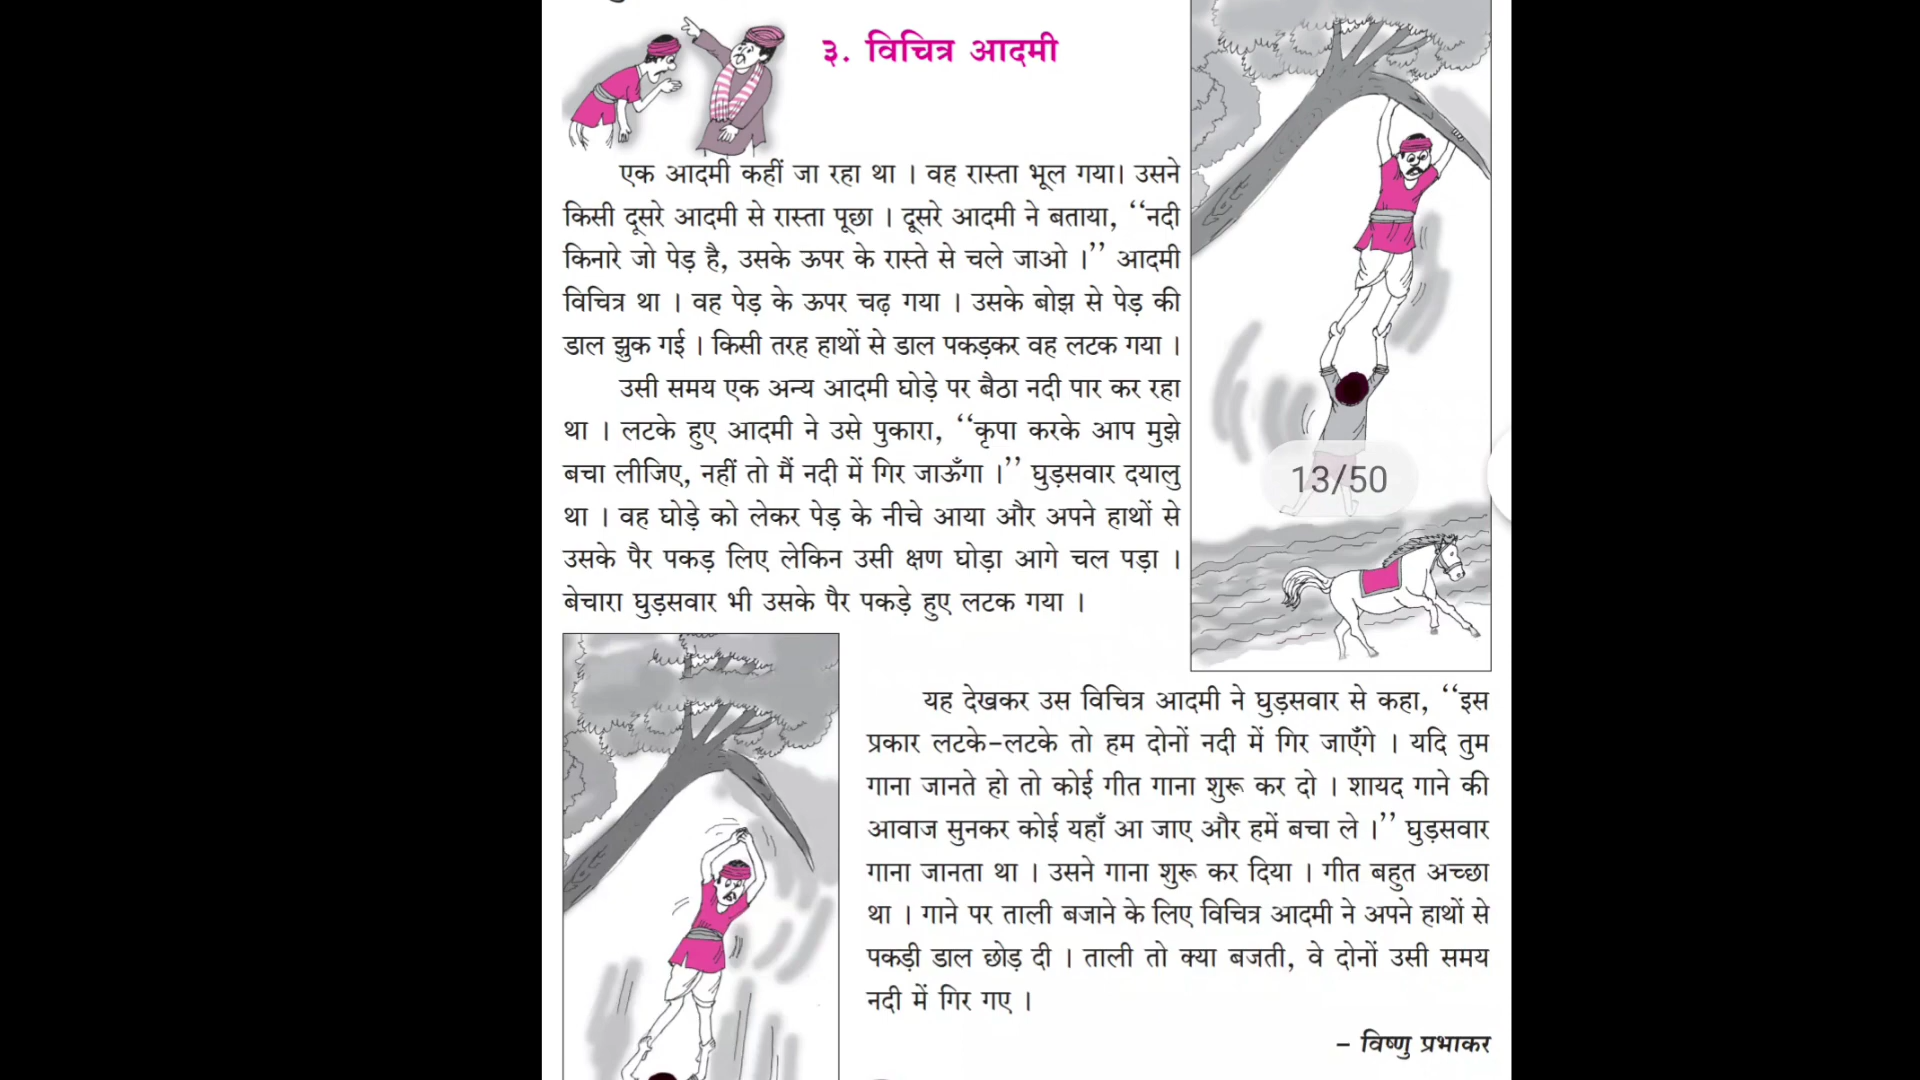 ३. विचित्र आदमी
एक आदमी कहीं जा रहा था । वह रास्ता भूल गया। उसने
किसी दूसरे आदमी से रास्ता पूछा । दूसरे आदमी ने बताया, ‘‘नदी
किनारे जो पेड़ है, उसके ऊपर के रास्ते से चले जाओ ।’’ आदमी
विचित्र था । वह पेड़ के ऊपर चढ़ गया । उसके बोझ से पेड़ की
डाल झुक गई । किसी तरह हाथों से डाल पकड़कर वह लटक गया ।
उसी समय एक अन्य आदमी घोड़े पर बैठा नदी पार कर रहा
था । लटके हुए आदमी ने उसे पुकारा, ‘‘कृपा करके आप मुझे
बचा लीजिए, नहीं तो मैं नदी में गिर जाऊँगा ।’’ घुड़सवार दयालु
था । वह घोड़े को लेकर पेड़ के नीचे आया और अपने हाथों से
उसके पैर पकड़ लिए लेकिन उसी क्षण घोड़ा आगे चल पड़ा ।
बेचारा घुड़सवार भी उसके पैर पकड़े हुए लटक गया ।
13/50
यह देखकर उस विचित्र आदमी ने घुड़सवार से कहा, ‘‘इस
प्रकार लटके-लटके तो हम दोनों नदी में गिर जाएँगे । यदि तुम
गाना जानते हो तो कोई गीत गाना शुरू कर दो । शायद गाने की
आवाज सुनकर कोई यहाँ आ जाए और हमें बचा ले ।’’ घुड़सवार
गाना जानता था । उसने गाना शुरू कर दिया । गीत बहुत अच्छा
था । गाने पर ताली बजाने के लिए विचित्र आदमी ने अपने हाथों से
पकड़ी डाल छोड़ दी । ताली तो क्या बजती, वे दोनों उसी समय
नदी में गिर गए ।
– विष्णु प्रभाकर